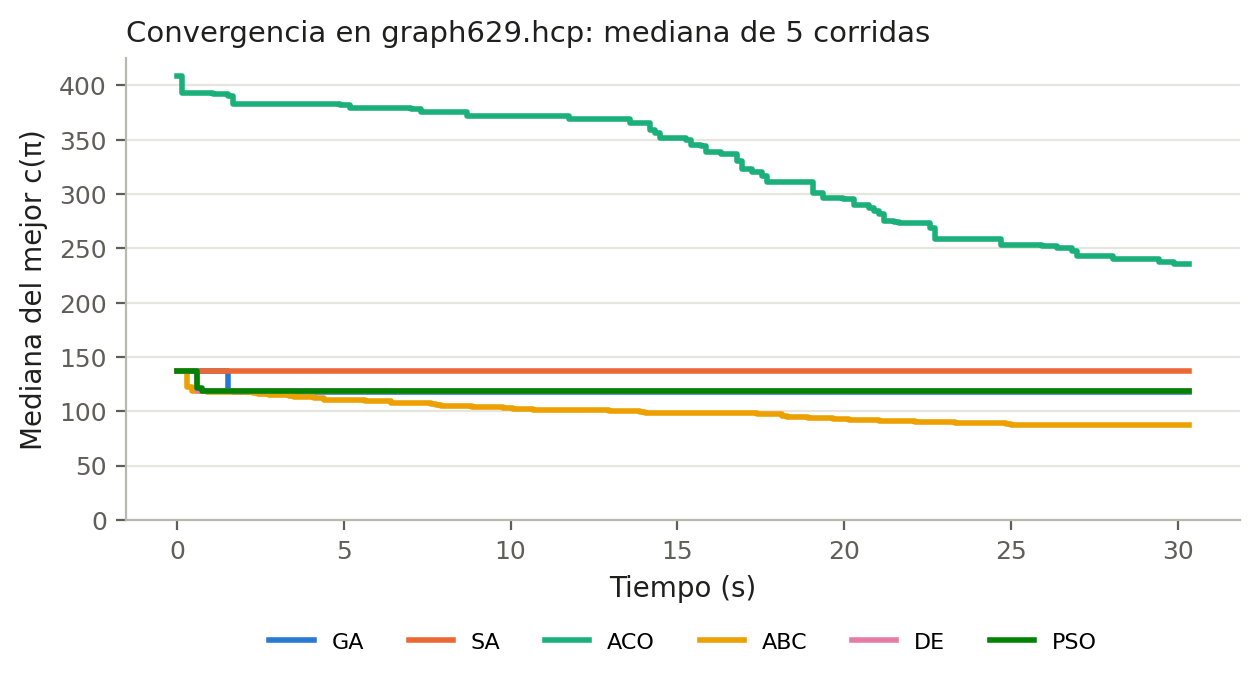 Convergencia en graph629.hcp: mediana de 5 corridas
Mediana del mejor c(π)
400
350
300
250
200
150
100
50
0
0 5 10 15 20 25 30
Tiempo (s)
GA SA ACO ABC DE PSO